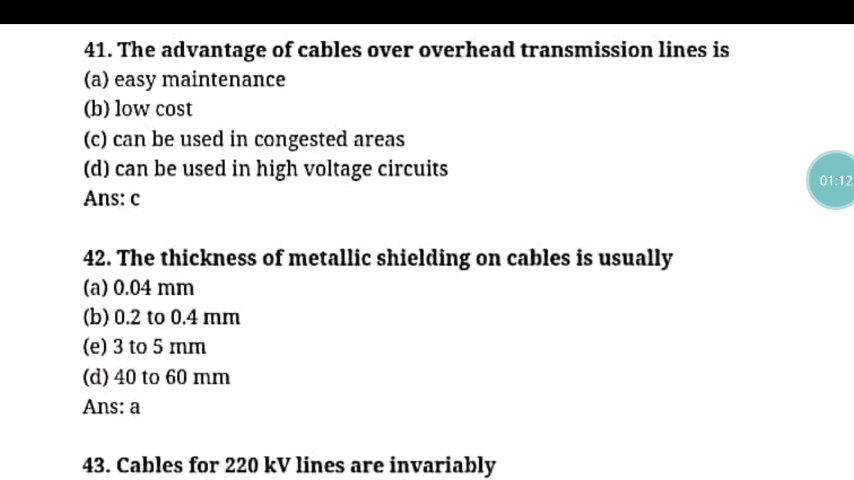 41. The advantage of cables over overhead transmission lines is
(a) easy maintenance
(b) low cost
(c) can be used in congested areas
(d) can be used in high voltage circuits
Ans: c
42. The thickness of metallic shielding on cables is usually
(a) 0.04 mm
(b) 0.2 to 0.4 mm
(e) 3 to 5 mm
(d) 40 to 60 mm
Ans: a
43. Cables for 220 kV lines are invariably
01:12